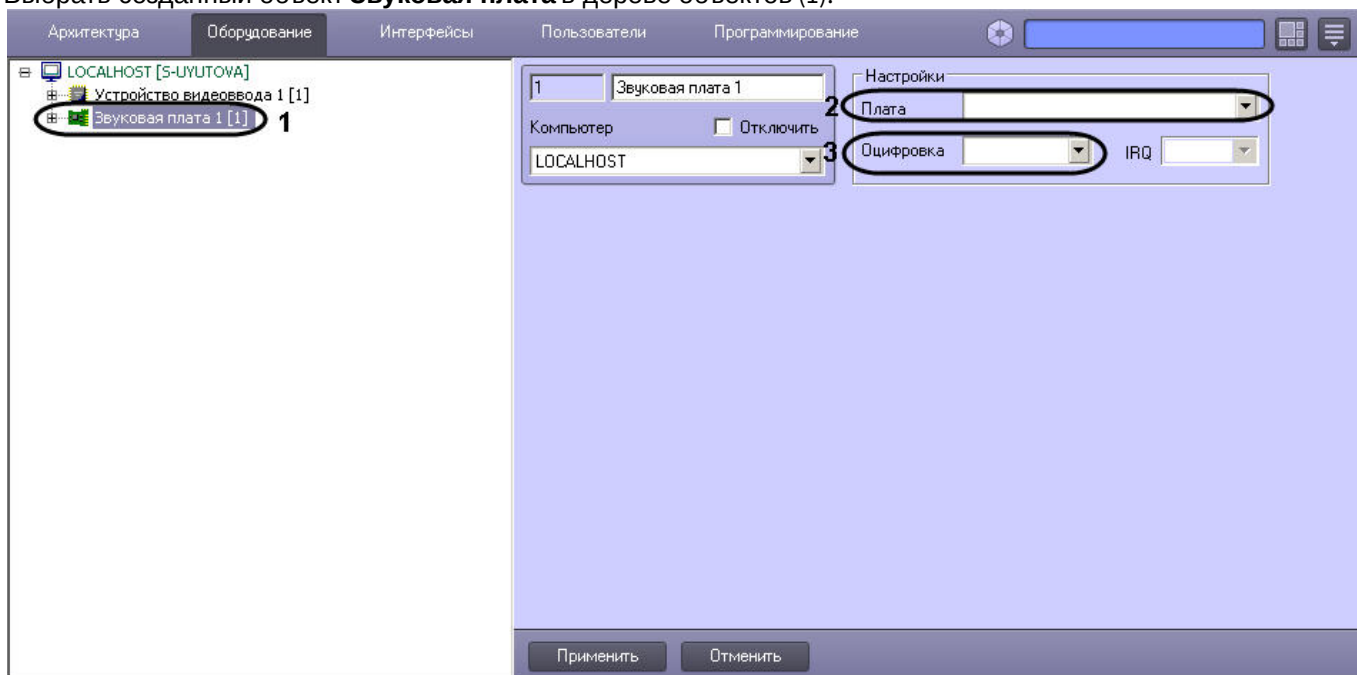 Выбрать созданный объект Звуковая плата в дереве объектов (1).
Архитектура Оборудование Интерфейсы Пользователи Программирование
LOCALHOST [S-UYUTOVA]
Устройство видеоввода 1 [1]
Звуковая плата 1 [1] 1
1 Звуковая плата 1
Компьютер Отключить
LOCALHOST
Настройки
2 Плата
3 Оцифровка IRQ
Применить Отменить